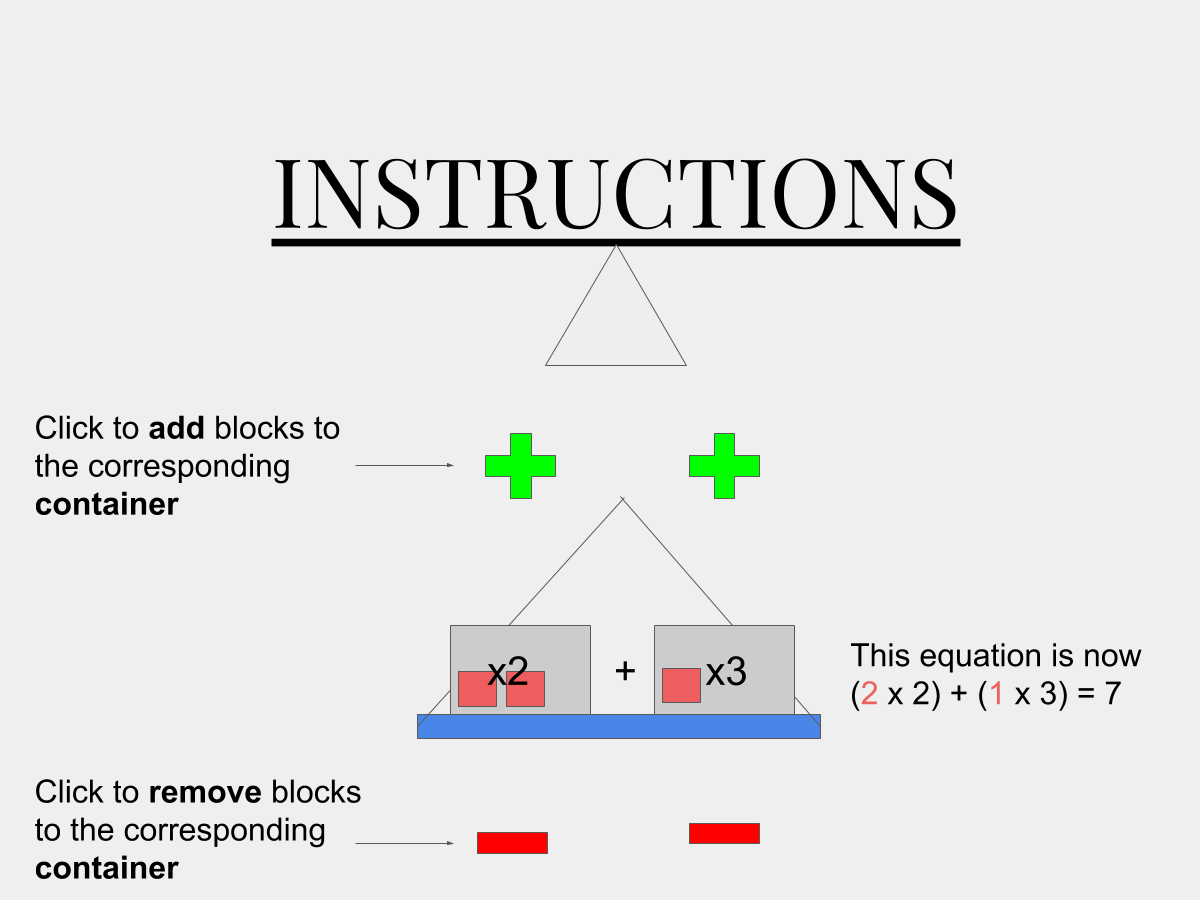 INSTRUCTIONS
Click to add blocks to
the corresponding
container
x2
+
x3
This equation is now
(2 x 2) + (1 x 3) = 7
Click to remove blocks
to the corresponding
container